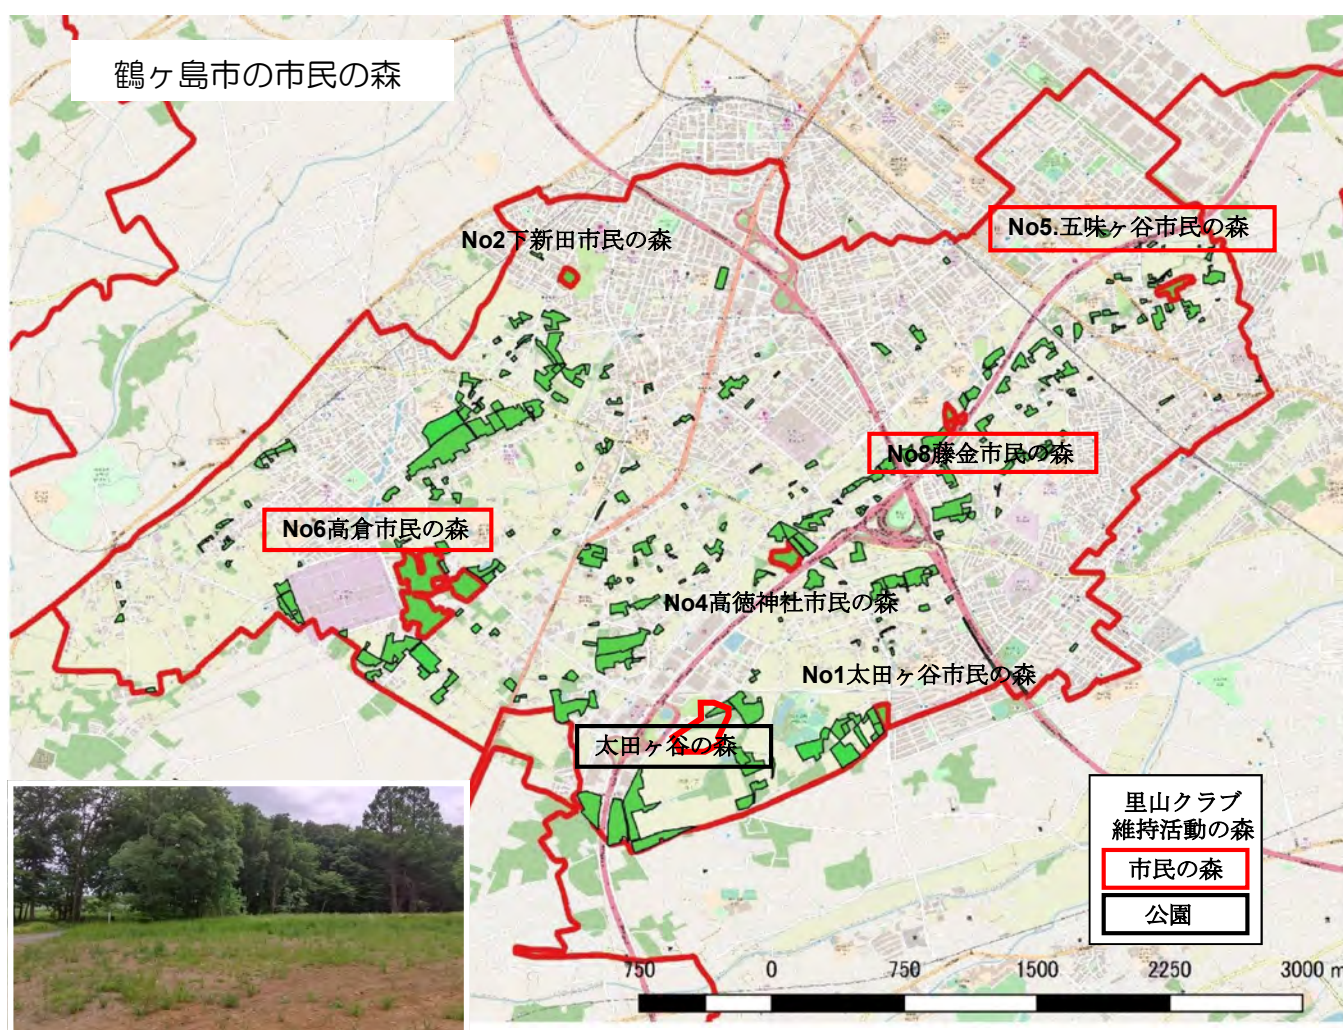 鶴ヶ島市の市民の森
No2下新田市民の森
No5.五味ヶ谷市民の森
No8藤金市民の森
No6高倉市民の森
No4高徳神社市民の森
No1太田ヶ谷市民の森
太田ヶ谷の森
里山クラブ
維持活動の森
市民の森
公園
750 0 750 1500 2250 3000 m